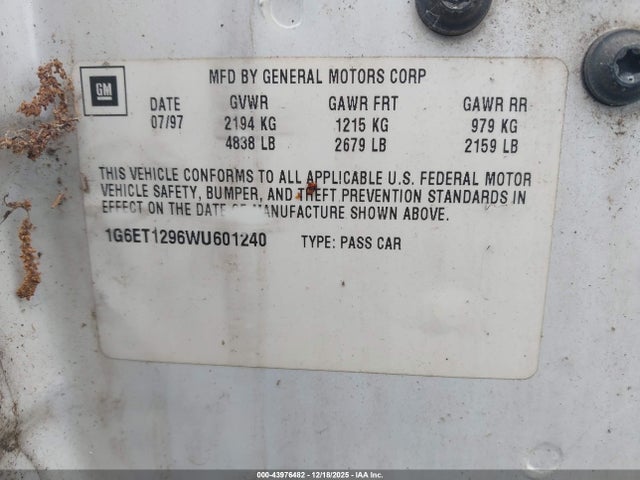 GM
MFD BY GENERAL MOTORS CORP
DATE GVWR GAWR FRT GAWR RR
07/97 2194 KG 1215 KG 979 KG
4838 LB 2679 LB 2159 LB
THIS VEHICLE CONFORMS TO ALL APPLICABLE U.S. FEDERAL MOTOR
VEHICLE SAFETY, BUMPER, AND THEFT PREVENTION STANDARDS IN
EFFECT ON THE DATE OF MANUFACTURE SHOWN ABOVE.
1G6ET1296WU601240 TYPE: PASS CAR
000-43976482 | 12/18/2025 | IAA Inc.